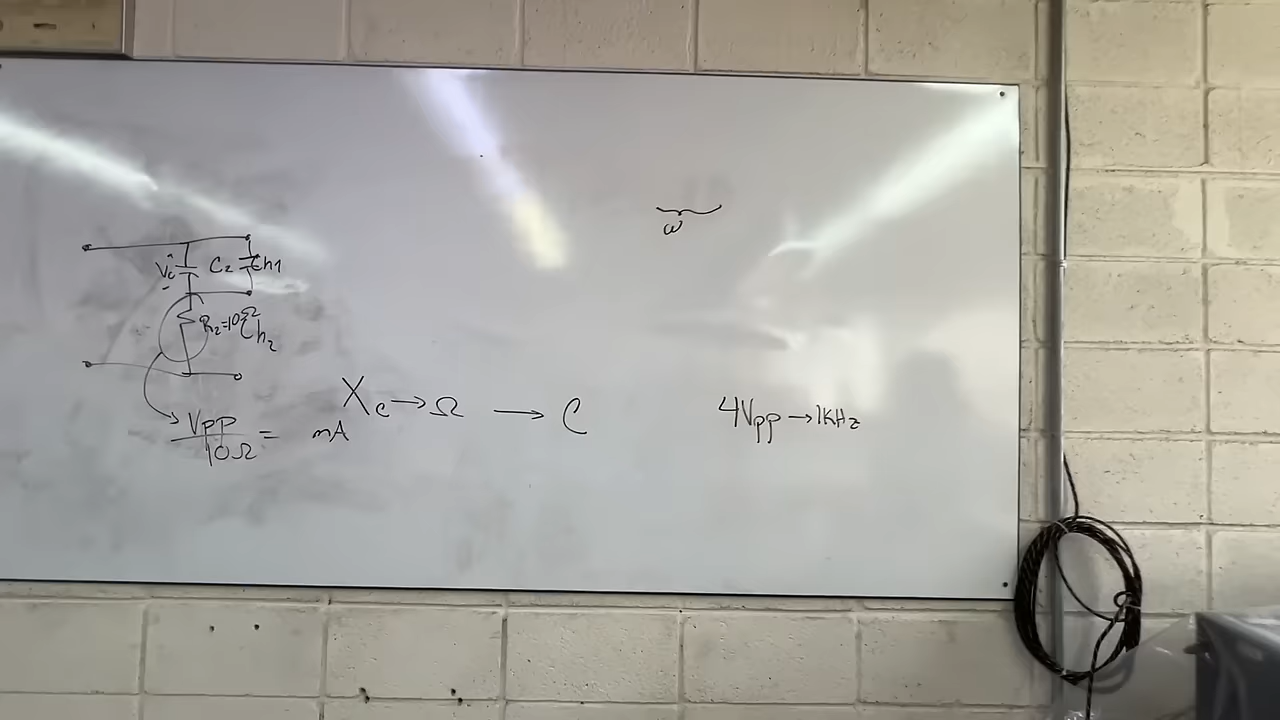 ω
Vc C2 Ch1
R2=10Ω Ch2
Xc → Ω → C
4Vpp → 1KHz
Vpp / 10Ω = mA